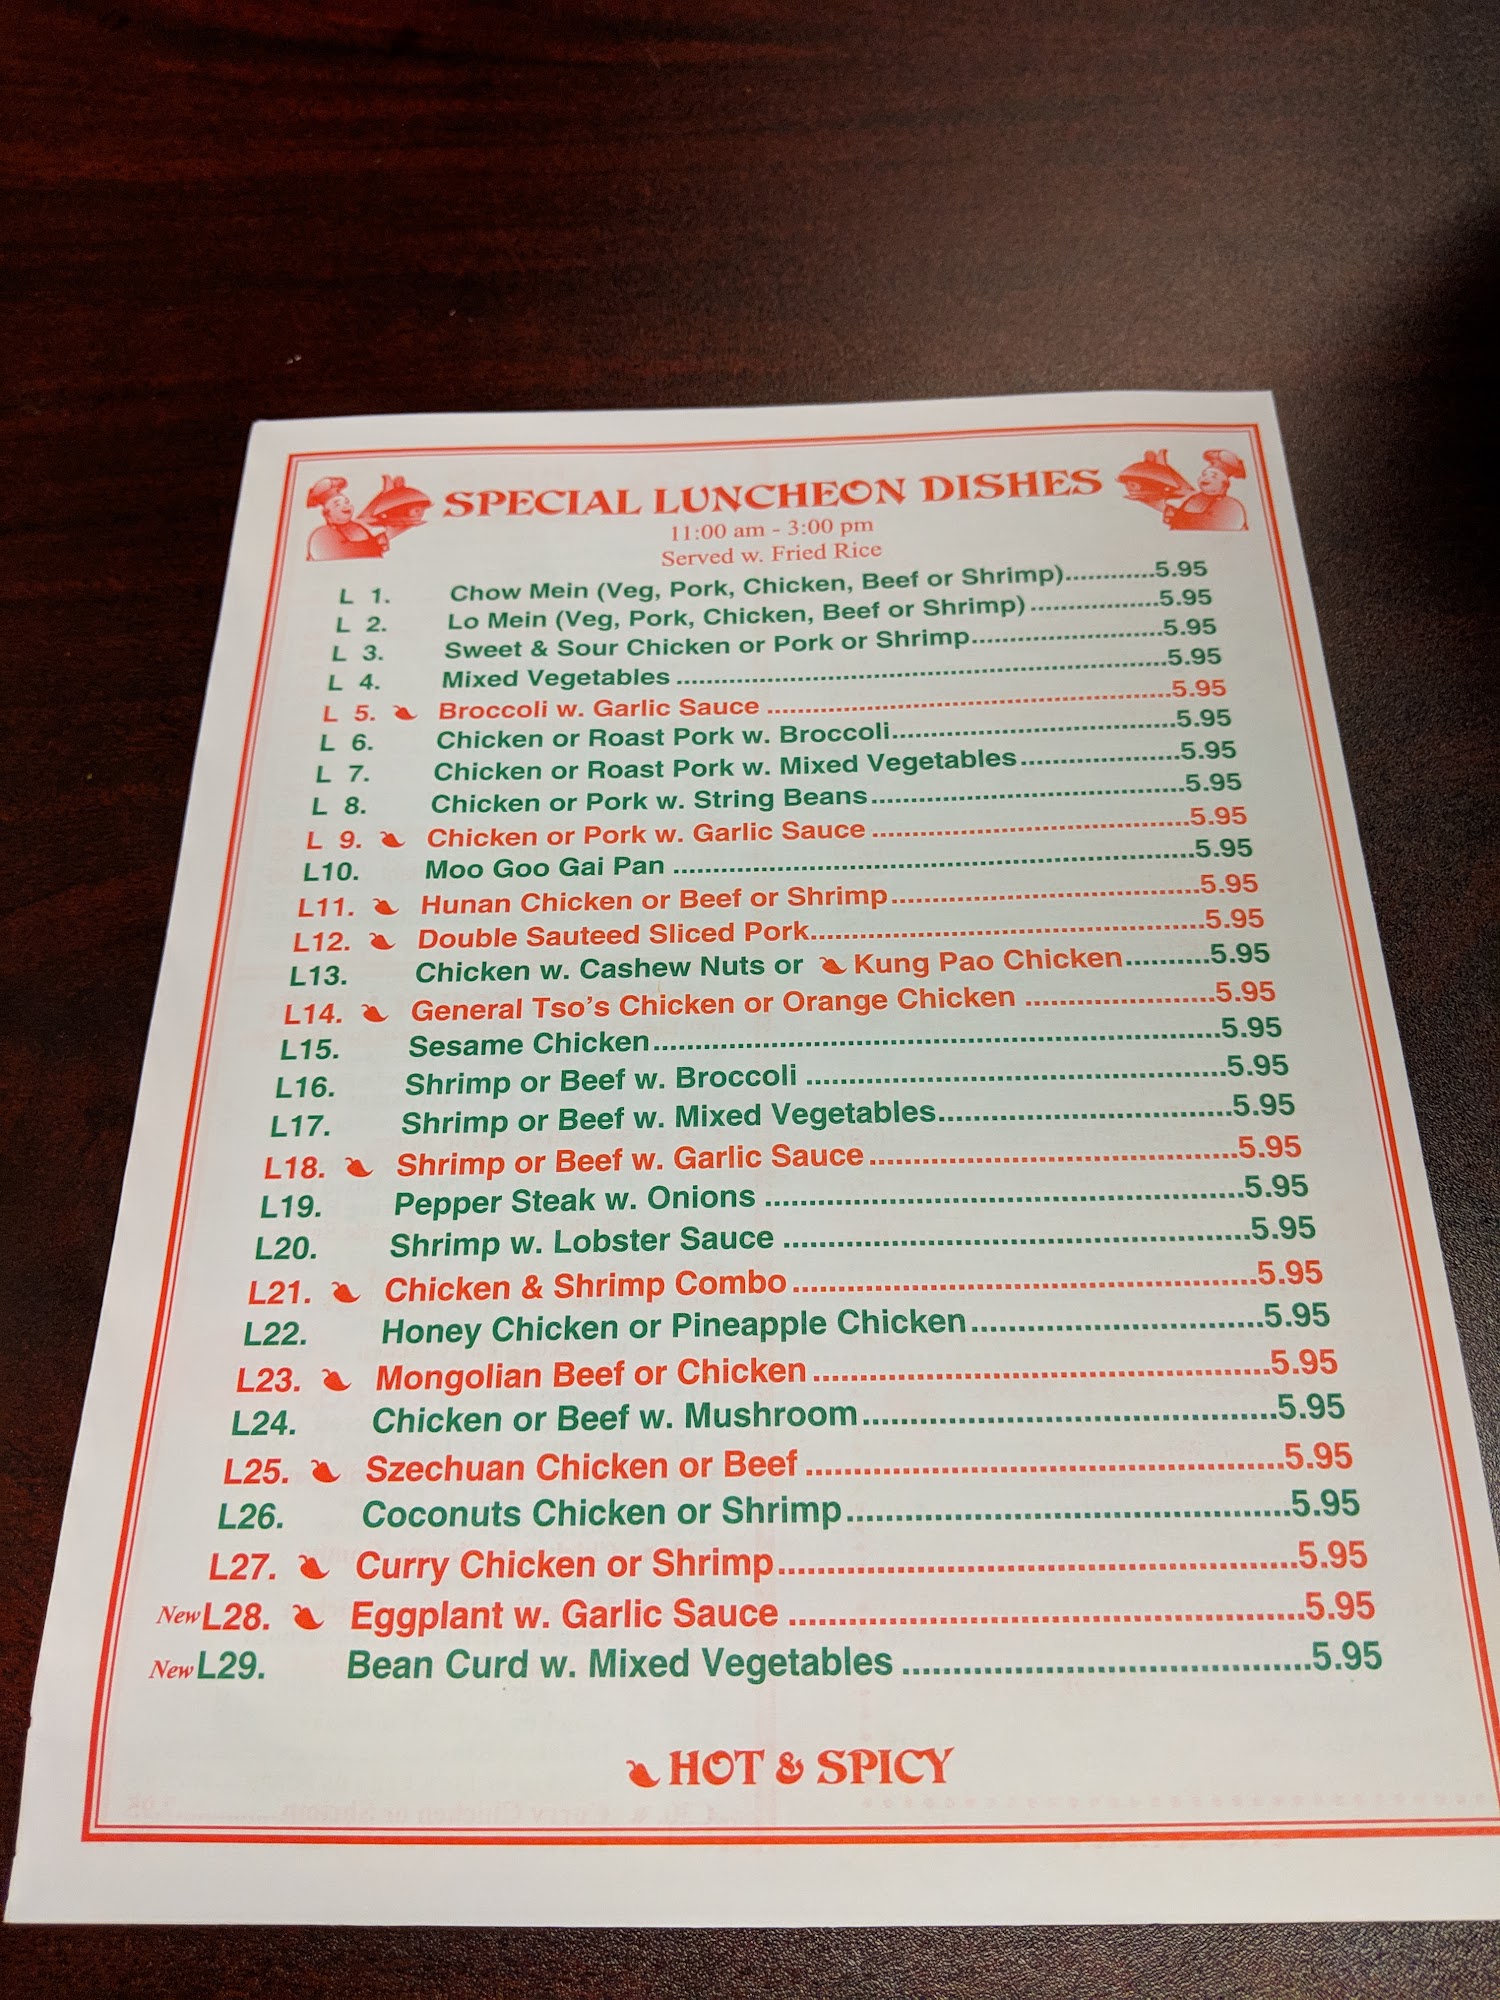 SPECIAL LUNCHEON DISHES
11:00 am - 3:00 pm
Served w. Fried Rice
L 1. Chow Mein (Veg, Pork, Chicken, Beef or Shrimp)............5.95
L 2. Lo Mein (Veg, Pork, Chicken, Beef or Shrimp) .................5.95
L 3. Sweet & Sour Chicken or Pork or Shrimp.........................5.95
L 4. Mixed Vegetables ................................................................5.95
L 5. Broccoli w. Garlic Sauce .....................................................5.95
L 6. Chicken or Roast Pork w. Broccoli.....................................5.95
L 7. Chicken or Roast Pork w. Mixed Vegetables.....................5.95
L 8. Chicken or Pork w. String Beans.........................................5.95
L 9. Chicken or Pork w. Garlic Sauce .........................................5.95
L10. Moo Goo Gai Pan ..................................................................5.95
L11. Hunan Chicken or Beef or Shrimp.......................................5.95
L12. Double Sauteed Sliced Pork..................................................5.95
L13. Chicken w. Cashew Nuts or Kung Pao Chicken..........5.95
L14. General Tso's Chicken or Orange Chicken ........................5.95
L15. Sesame Chicken.....................................................................5.95
L16. Shrimp or Beef w. Broccoli ...................................................5.95
L17. Shrimp or Beef w. Mixed Vegetables...................................5.95
L18. Shrimp or Beef w. Garlic Sauce ...........................................5.95
L19. Pepper Steak w. Onions ........................................................5.95
L20. Shrimp w. Lobster Sauce ......................................................5.95
L21. Chicken & Shrimp Combo .....................................................5.95
L22. Honey Chicken or Pineapple Chicken.................................5.95
L23. Mongolian Beef or Chicken ...................................................5.95
L24. Chicken or Beef w. Mushroom..............................................5.95
L25. Szechuan Chicken or Beef ....................................................5.95
L26. Coconuts Chicken or Shrimp................................................5.95
L27. Curry Chicken or Shrimp........................................................5.95
New L28. Eggplant w. Garlic Sauce .....................................................5.95
New L29. Bean Curd w. Mixed Vegetables ..........................................5.95
HOT & SPICY